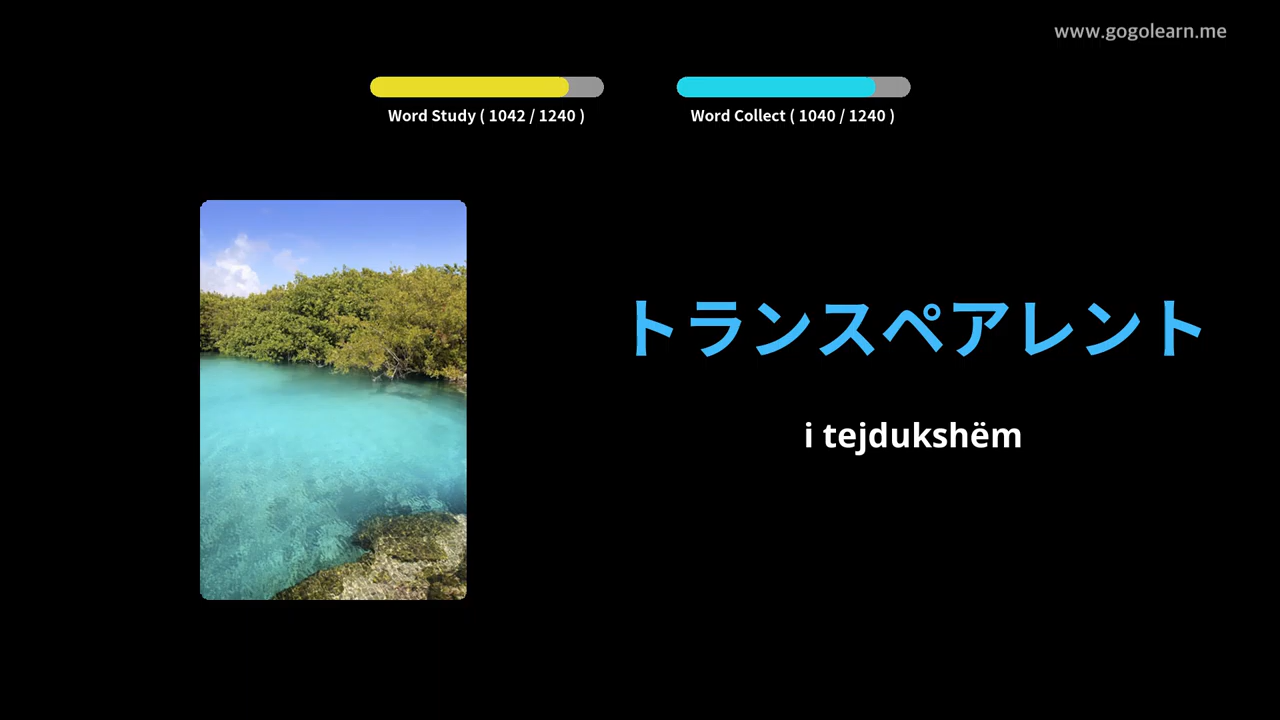 www.gogolearn.me
Word Study ( 1042 / 1240 )
Word Collect ( 1040 / 1240 )
トランスペアレント
i tejdukshëm